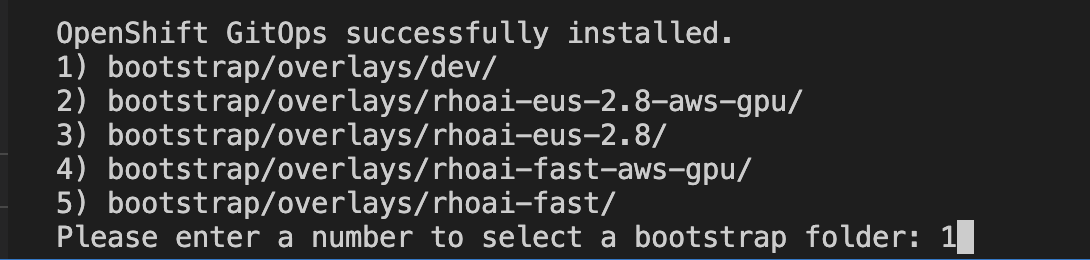 OpenShift GitOps successfully installed.
1) bootstrap/overlays/dev/
2) bootstrap/overlays/rhoai-eus-2.8-aws-gpu/
3) bootstrap/overlays/rhoai-eus-2.8/
4) bootstrap/overlays/rhoai-fast-aws-gpu/
5) bootstrap/overlays/rhoai-fast/
Please enter a number to select a bootstrap folder: 1